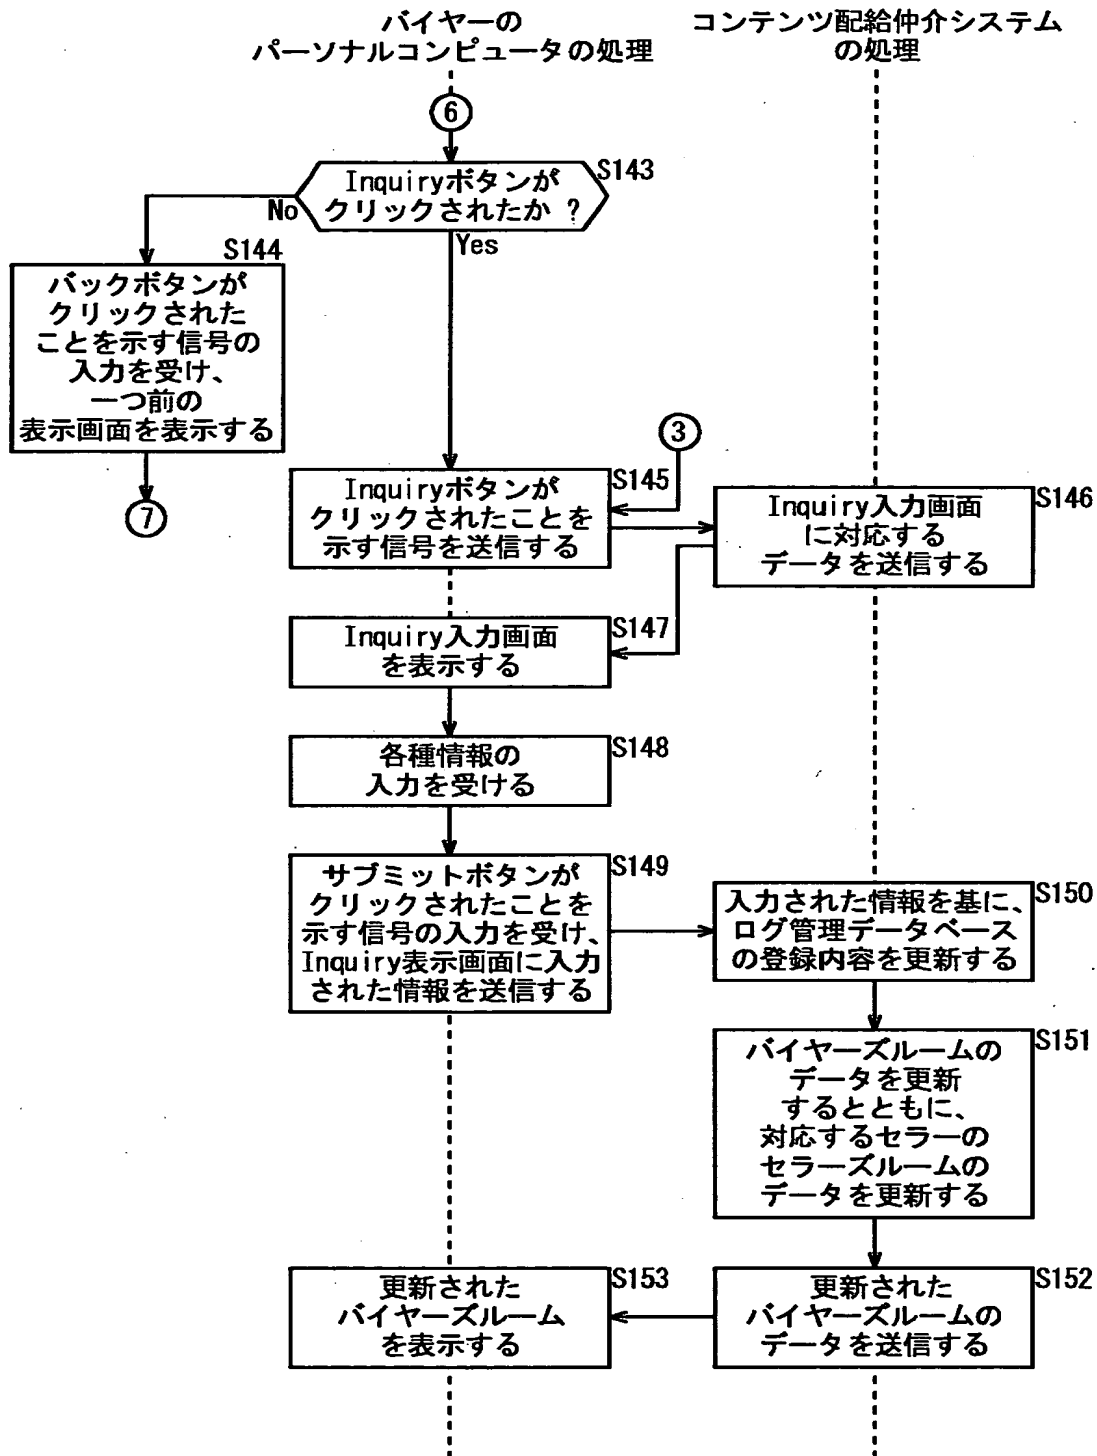 バイヤーの
パーソナルコンピュータの処理
コンテンツ配給仲介システム
の処理
6
S143
Inquiryボタンが
クリックされたか ?
No
Yes
S144
バックボタンが
クリックされた
ことを示す信号の
入力を受け、
一つ前の
表示画面を表示する
7
3
S145
Inquiryボタンが
クリックされたことを
示す信号を送信する
S146
Inquiry入力画面
に対応する
データを送信する
S147
Inquiry入力画面
を表示する
S148
各種情報の
入力を受ける
S149
サブミットボタンが
クリックされたことを
示す信号の入力を受け、
Inquiry表示画面に入力
された情報を送信する
S150
入力された情報を基に、
ログ管理データベース
の登録内容を更新する
S151
バイヤーズルームの
データを更新
するとともに、
対応するセラーの
セラーズルームの
データを更新する
S152
更新された
バイヤーズルームの
データを送信する
S153
更新された
バイヤーズルーム
を表示する